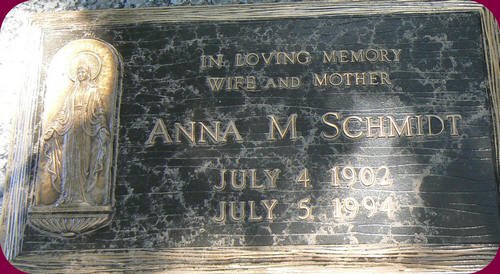 IN LOVING MEMORY
WIFE AND MOTHER
ANNA M SCHMIDT
JULY 4 1902
JULY 5 1994